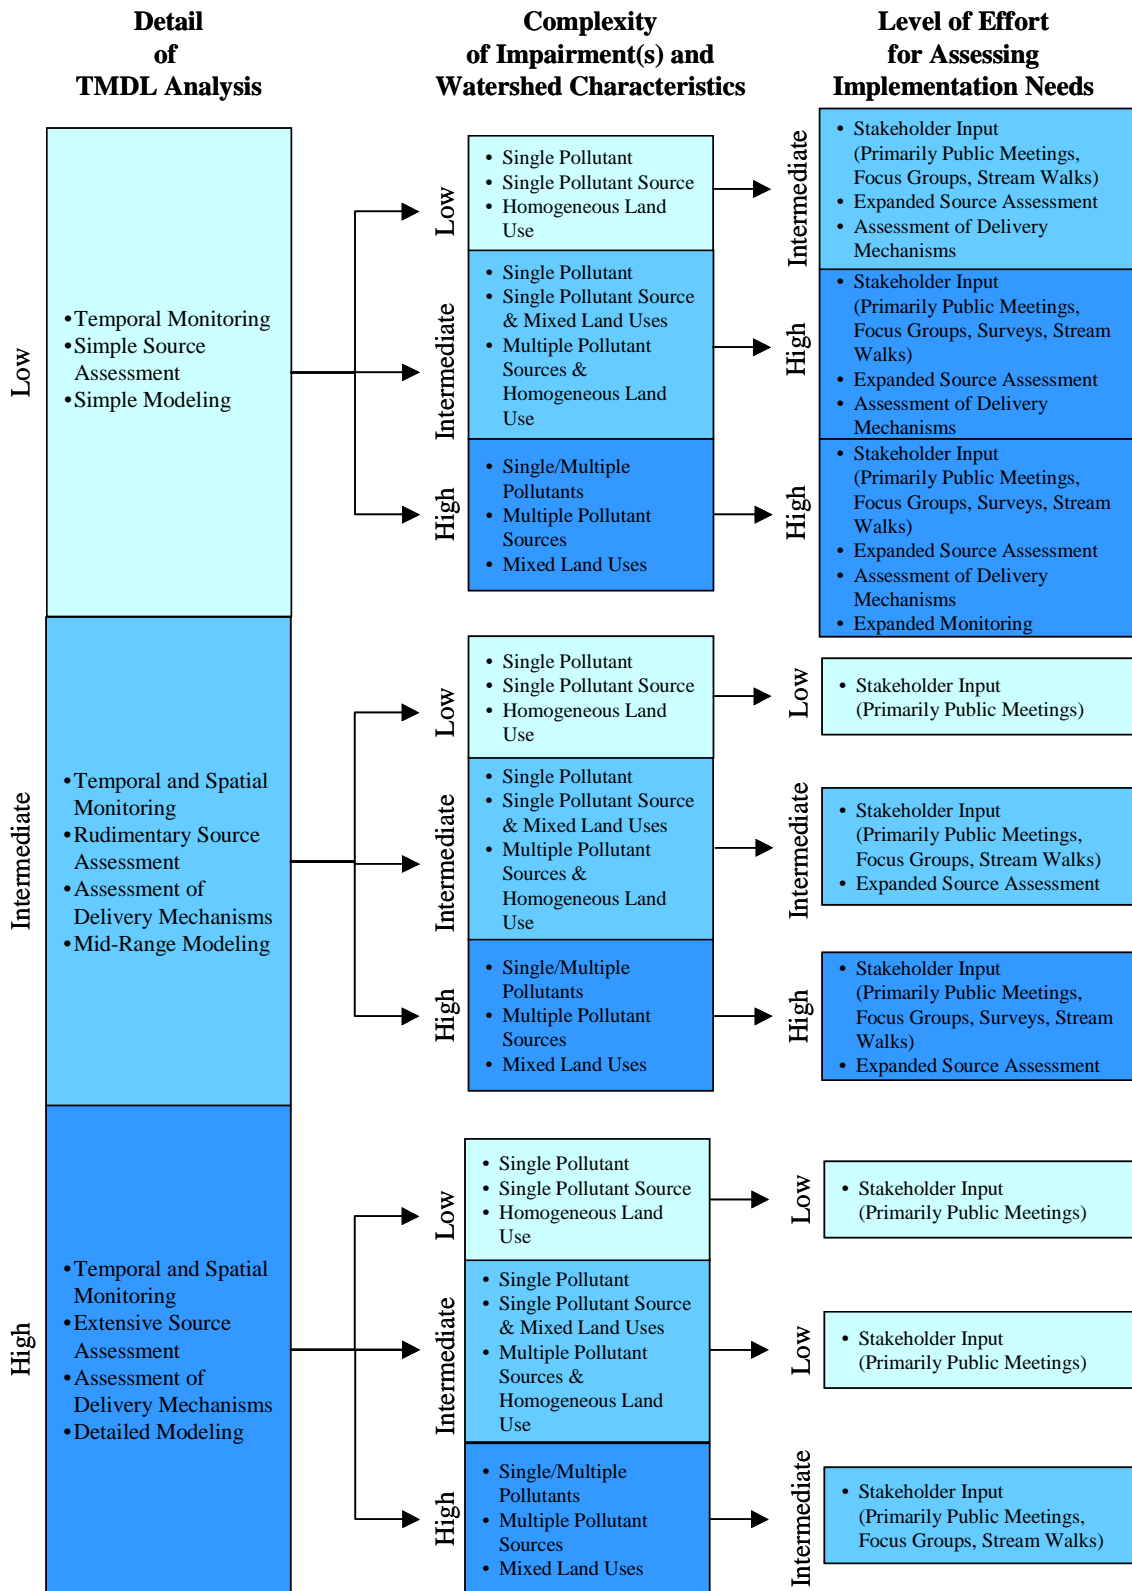 Detail
of
TMDL Analysis
Complexity
of Impairment(s) and
Watershed Characteristics
Level of Effort
for Assessing
Implementation Needs
Low
•Temporal Monitoring
•Simple Source
Assessment
•Simple Modeling
Low
• Single Pollutant
• Single Pollutant Source
• Homogeneous Land
Use
Intermediate
• Stakeholder Input
(Primarily Public Meetings,
Focus Groups, Stream Walks)
• Expanded Source Assessment
• Assessment of Delivery
Mechanisms
Intermediate
• Single Pollutant
• Single Pollutant Source
& Mixed Land Uses
• Multiple Pollutant
Sources &
Homogeneous Land
Use
High
• Stakeholder Input
(Primarily Public Meetings,
Focus Groups, Surveys, Stream
Walks)
• Expanded Source Assessment
• Assessment of Delivery
Mechanisms
High
• Single/Multiple
Pollutants
• Multiple Pollutant
Sources
• Mixed Land Uses
High
• Stakeholder Input
(Primarily Public Meetings,
Focus Groups, Surveys, Stream
Walks)
• Expanded Source Assessment
• Assessment of Delivery
Mechanisms
• Expanded Monitoring
Intermediate
•Temporal and Spatial
Monitoring
•Rudimentary Source
Assessment
•Assessment of
Delivery Mechanisms
•Mid-Range Modeling
Low
• Single Pollutant
• Single Pollutant Source
• Homogeneous Land
Use
Low
• Stakeholder Input
(Primarily Public Meetings)
Intermediate
• Single Pollutant
• Single Pollutant Source
& Mixed Land Uses
• Multiple Pollutant
Sources &
Homogeneous Land
Use
Intermediate
• Stakeholder Input
(Primarily Public Meetings,
Focus Groups, Stream Walks)
• Expanded Source Assessment
High
• Single/Multiple
Pollutants
• Multiple Pollutant
Sources
• Mixed Land Uses
High
• Stakeholder Input
(Primarily Public Meetings,
Focus Groups, Surveys, Stream
Walks)
• Expanded Source Assessment
High
•Temporal and Spatial
Monitoring
•Extensive Source
Assessment
•Assessment of
Delivery Mechanisms
•Detailed Modeling
Low
• Single Pollutant
• Single Pollutant Source
• Homogeneous Land
Use
Low
• Stakeholder Input
(Primarily Public Meetings)
Intermediate
• Single Pollutant
• Single Pollutant Source
& Mixed Land Uses
• Multiple Pollutant
Sources &
Homogeneous Land
Use
Low
• Stakeholder Input
(Primarily Public Meetings)
High
• Single/Multiple
Pollutants
• Multiple Pollutant
Sources
• Mixed Land Uses
Intermediate
• Stakeholder Input
(Primarily Public Meetings,
Focus Groups, Stream Walks)